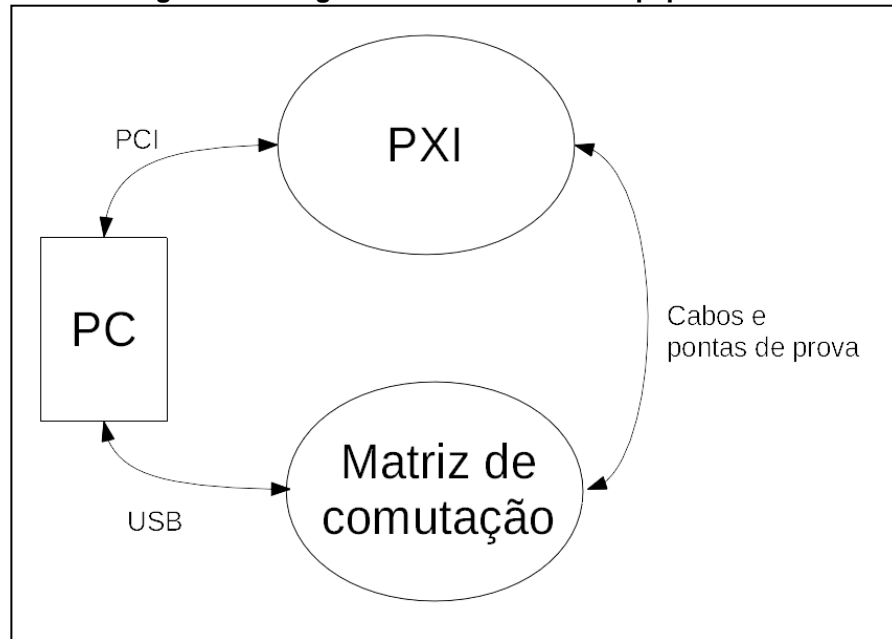 PCI
PXI
PC
Cabos e
pontas de prova
Matriz de
comutação
USB